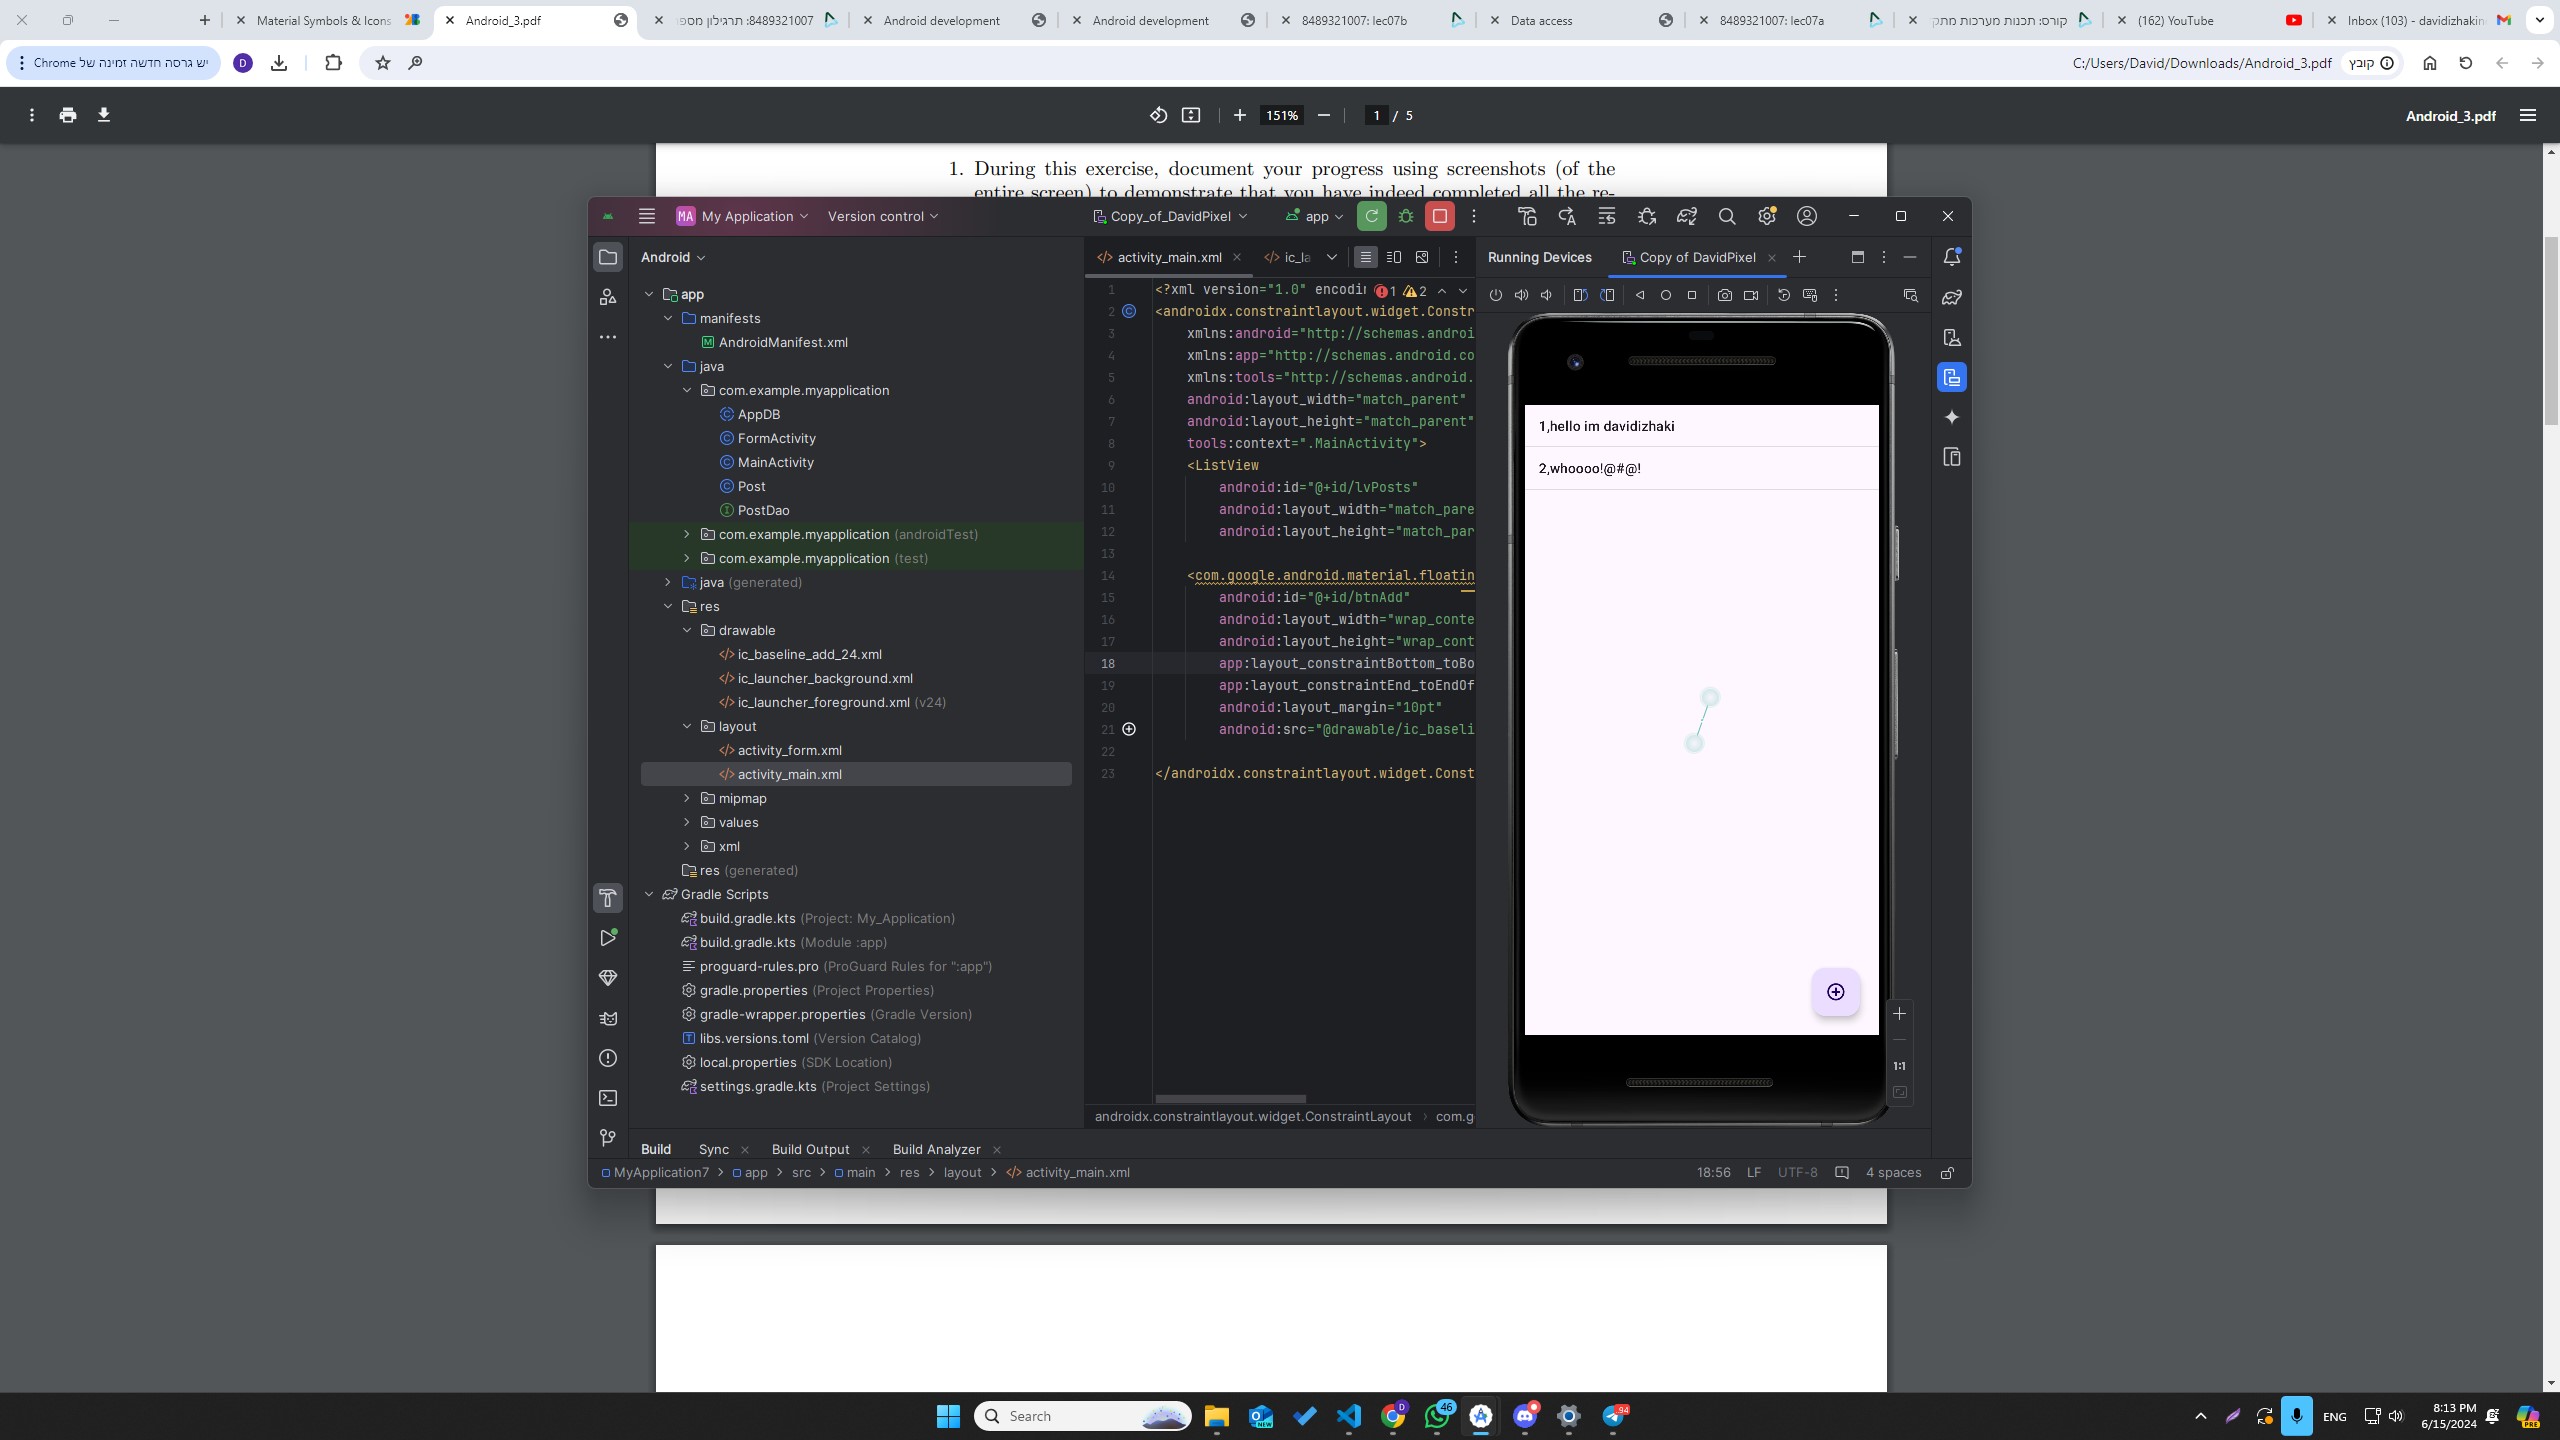 Material Symbols & Icons
Android_3.pdf
8489321007: תרגילון מספ
Android development
Android development
8489321007: lec07b
Data access
8489321007: lec07a
קורס: תכנות מערכות מתק
(162) YouTube
Inbox (103) - davidizhakin
יש גרסה חדשה זמינה של Chrome
D
C:/Users/David/Downloads/Android_3.pdf
קובץ
151%
1 / 5
Android_3.pdf
1. During this exercise, document your progress using screenshots (of the
entire screen) to demonstrate that you have indeed completed all the re-
MA My Application
Version control
Copy_of_DavidPixel
app
Android
app
manifests
AndroidManifest.xml
java
com.example.myapplication
AppDB
FormActivity
MainActivity
Post
PostDao
com.example.myapplication (androidTest)
com.example.myapplication (test)
java (generated)
res
drawable
ic_baseline_add_24.xml
ic_launcher_background.xml
ic_launcher_foreground.xml (v24)
layout
activity_form.xml
activity_main.xml
mipmap
values
xml
res (generated)
Gradle Scripts
build.gradle.kts (Project: My_Application)
build.gradle.kts (Module :app)
proguard-rules.pro (ProGuard Rules for ":app")
gradle.properties (Project Properties)
gradle-wrapper.properties (Gradle Version)
libs.versions.toml (Version Catalog)
local.properties (SDK Location)
settings.gradle.kts (Project Settings)
activity_main.xml
ic_la
1 <?xml version="1.0" encodin
1 2
2 <androidx.constraintlayout.widget.Constr
3 xmlns:android="http://schemas.androi
4 xmlns:app="http://schemas.android.co
5 xmlns:tools="http://schemas.android.
6 android:layout_width="match_parent"
7 android:layout_height="match_parent"
8 tools:context=".MainActivity">
9 <ListView
10 android:id="@+id/lvPosts"
11 android:layout_width="match_pare
12 android:layout_height="match_par
13
14 <com.google.android.material.floatin
15 android:id="@+id/btnAdd"
16 android:layout_width="wrap_conte
17 android:layout_height="wrap_cont
18 app:layout_constraintBottom_toBo
19 app:layout_constraintEnd_toEndOf
20 android:layout_margin="10pt"
21 android:src="@drawable/ic_baseli
22
23 </androidx.constraintlayout.widget.Const
androidx.constraintlayout.widget.ConstraintLayout
com.g
Running Devices
Copy of DavidPixel
1,hello im davidizhaki
2,whoooo!@#@!
1:1
Build
Sync
Build Output
Build Analyzer
MyApplication7 > app > src > main > res > layout > activity_main.xml
18:56
LF
UTF-8
4 spaces
Search
NEW
D
46
94
ENG
8:13 PM
6/15/2024
PRE